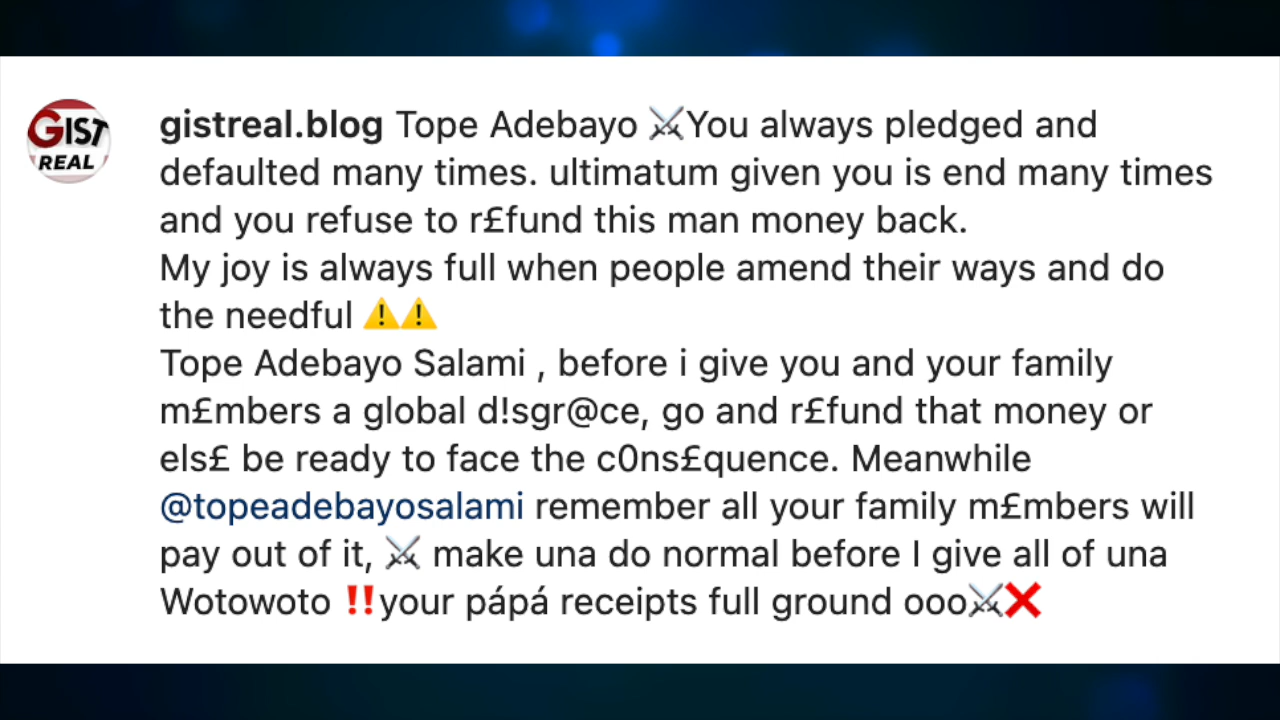 GIST
REAL
gistreal.blog Tope Adebayo ⚔️You always pledged and
defaulted many times. ultimatum given you is end many times
and you refuse to r£fund this man money back.
My joy is always full when people amend their ways and do
the needful ⚠️⚠️
Tope Adebayo Salami , before i give you and your family
m£mbers a global d!sgr@ce, go and r£fund that money or
els£ be ready to face the c0ns£quence. Meanwhile
@topeadebayosalami remember all your family m£mbers will
pay out of it, ⚔️ make una do normal before I give all of una
Wotowoto ‼️your pápá receipts full ground ooo⚔️❌